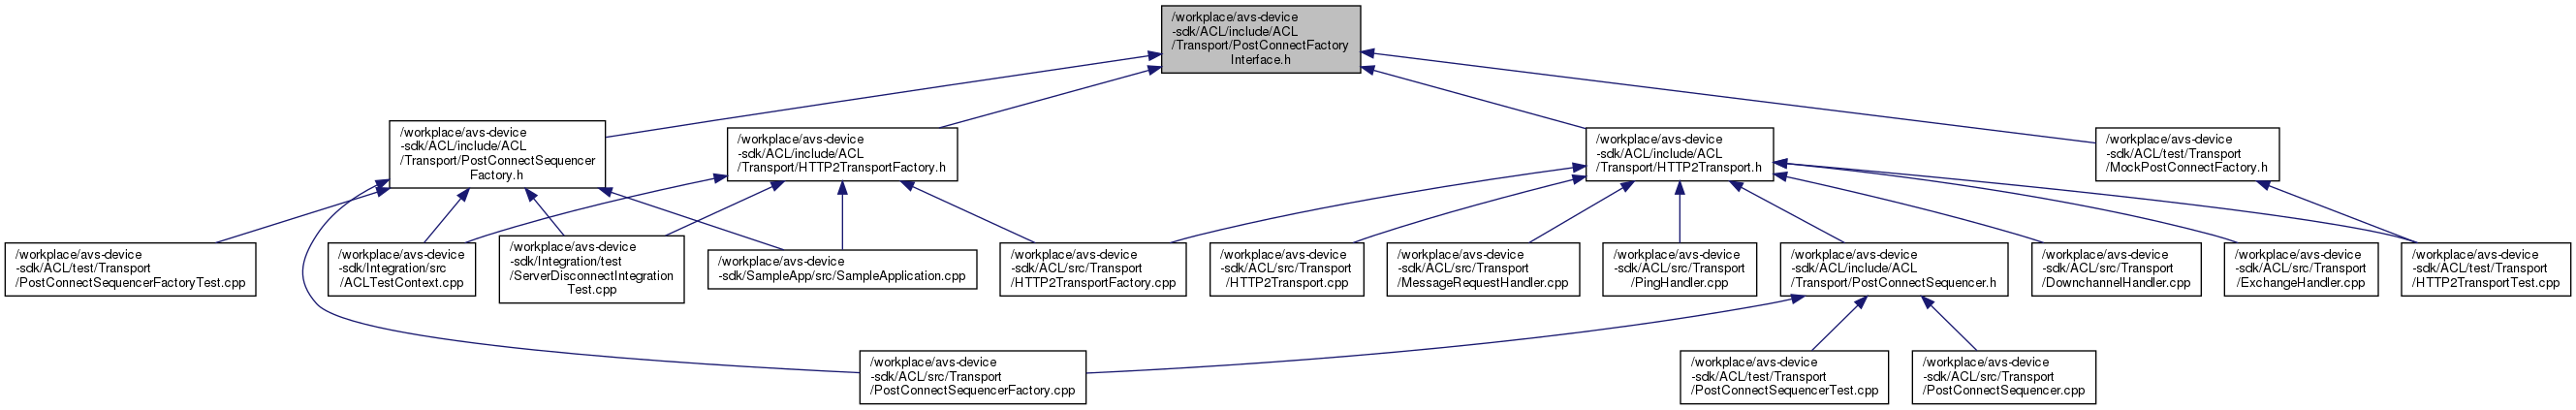 /workplace/avs-device
-sdk/ACL/include/ACL
/Transport/PostConnectFactory
Interface.h
/workplace/avs-device
-sdk/ACL/include/ACL
/Transport/PostConnectSequencer
Factory.h
/workplace/avs-device
-sdk/ACL/include/ACL
/Transport/HTTP2TransportFactory.h
/workplace/avs-device
-sdk/ACL/include/ACL
/Transport/HTTP2Transport.h
/workplace/avs-device
-sdk/ACL/test/Transport
/MockPostConnectFactory.h
/workplace/avs-device
-sdk/ACL/test/Transport
/PostConnectSequencerFactoryTest.cpp
/workplace/avs-device
-sdk/Integration/src
/ACLTestContext.cpp
/workplace/avs-device
-sdk/Integration/test
/ServerDisconnectIntegration
Test.cpp
/workplace/avs-device
-sdk/SampleApp/src/SampleApplication.cpp
/workplace/avs-device
-sdk/ACL/src/Transport
/HTTP2TransportFactory.cpp
/workplace/avs-device
-sdk/ACL/src/Transport
/HTTP2Transport.cpp
/workplace/avs-device
-sdk/ACL/src/Transport
/MessageRequestHandler.cpp
/workplace/avs-device
-sdk/ACL/src/Transport
/PingHandler.cpp
/workplace/avs-device
-sdk/ACL/include/ACL
/Transport/PostConnectSequencer.h
/workplace/avs-device
-sdk/ACL/src/Transport
/DownchannelHandler.cpp
/workplace/avs-device
-sdk/ACL/src/Transport
/ExchangeHandler.cpp
/workplace/avs-device
-sdk/ACL/test/Transport
/HTTP2TransportTest.cpp
/workplace/avs-device
-sdk/ACL/src/Transport
/PostConnectSequencerFactory.cpp
/workplace/avs-device
-sdk/ACL/test/Transport
/PostConnectSequencerTest.cpp
/workplace/avs-device
-sdk/ACL/src/Transport
/PostConnectSequencer.cpp